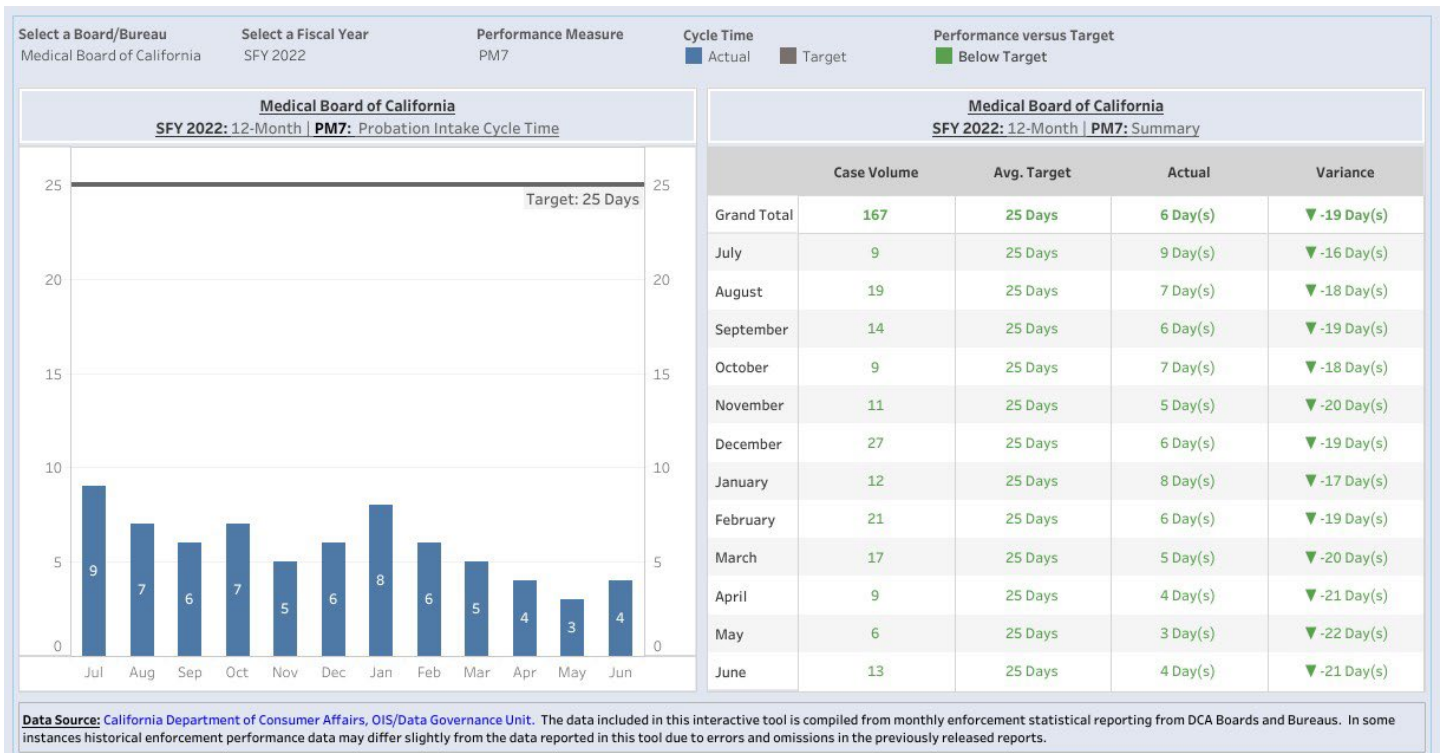 Select a Board/Bureau Select a Fiscal Year Performance Measure Cycle Time Performance versus Target
Medical Board of California SFY 2022 PM7 Actual Target Below Target
Medical Board of California
SFY 2022: 12-Month | PM7: Probation Intake Cycle Time
25 25
Target: 25 Days
20 20
15 15
10 10
5 5
0 0
9 7 6 7 5 6 8 6 5 4 3 4
Jul Aug Sep Oct Nov Dec Jan Feb Mar Apr May Jun
Medical Board of California
SFY 2022: 12-Month | PM7: Summary
Case Volume Avg. Target Actual Variance
Grand Total 167 25 Days 6 Day(s) ▼ -19 Day(s)
July 9 25 Days 9 Day(s) ▼ -16 Day(s)
August 19 25 Days 7 Day(s) ▼ -18 Day(s)
September 14 25 Days 6 Day(s) ▼ -19 Day(s)
October 9 25 Days 7 Day(s) ▼ -18 Day(s)
November 11 25 Days 5 Day(s) ▼ -20 Day(s)
December 27 25 Days 6 Day(s) ▼ -19 Day(s)
January 12 25 Days 8 Day(s) ▼ -17 Day(s)
February 21 25 Days 6 Day(s) ▼ -19 Day(s)
March 17 25 Days 5 Day(s) ▼ -20 Day(s)
April 9 25 Days 4 Day(s) ▼ -21 Day(s)
May 6 25 Days 3 Day(s) ▼ -22 Day(s)
June 13 25 Days 4 Day(s) ▼ -21 Day(s)
Data Source: California Department of Consumer Affairs, OIS/Data Governance Unit. The data included in this interactive tool is compiled from monthly enforcement statistical reporting from DCA Boards and Bureaus. In some
instances historical enforcement performance data may differ slightly from the data reported in this tool due to errors and omissions in the previously released reports.